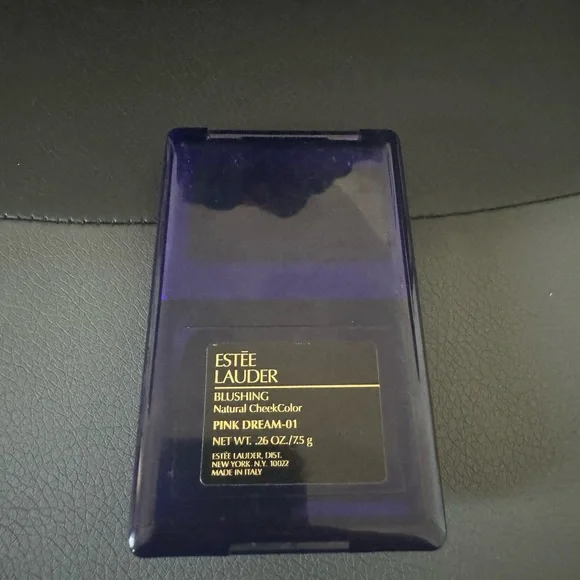 ESTĒE
LAUDER
BLUSHING
Natural CheekColor
PINK DREAM-01
NET WT. .26 OZ./7.5 g
ESTĒE LAUDER, DIST.
NEW YORK. N.Y. 10022
MADE IN ITALY